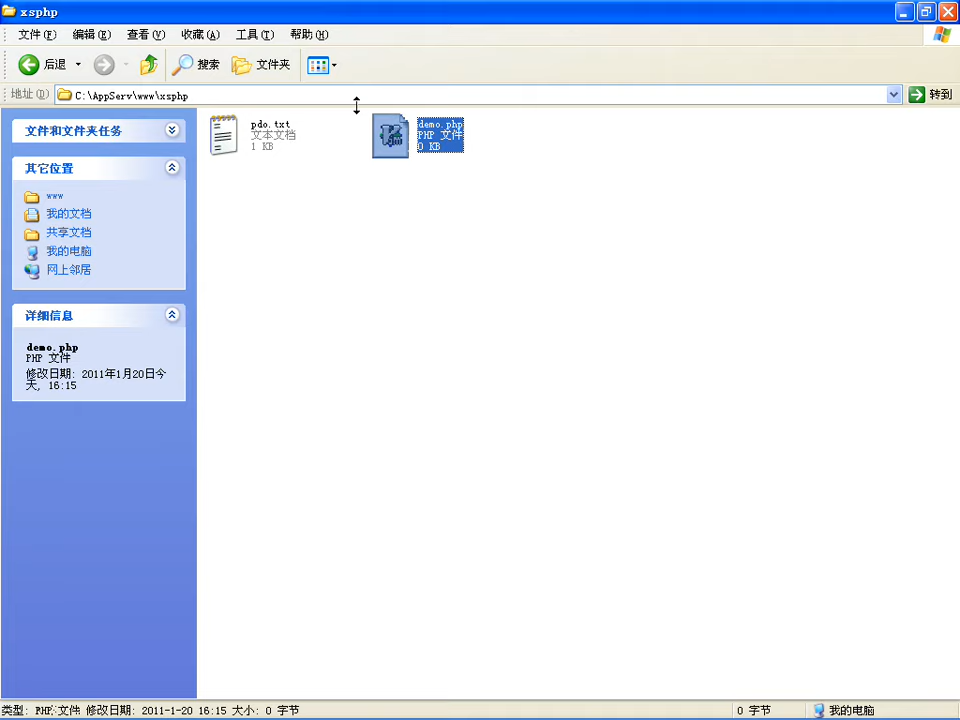 xsphp
文件(F) 编辑(E) 查看(V) 收藏(A) 工具(T) 帮助(H)
后退 搜索 文件夹
地址(D) C:\AppServ\www\xsphp 转到
文件和文件夹任务
其它位置
www
我的文档
共享文档
我的电脑
网上邻居
详细信息
demo.php
PHP 文件
修改日期: 2011年1月20日今
天, 16:15
pdo.txt
文本文档
1 KB
demo.php
PHP 文件
0 KB
类型: PHP 文件 修改日期: 2011-1-20 16:15 大小: 0 字节 0 字节 我的电脑